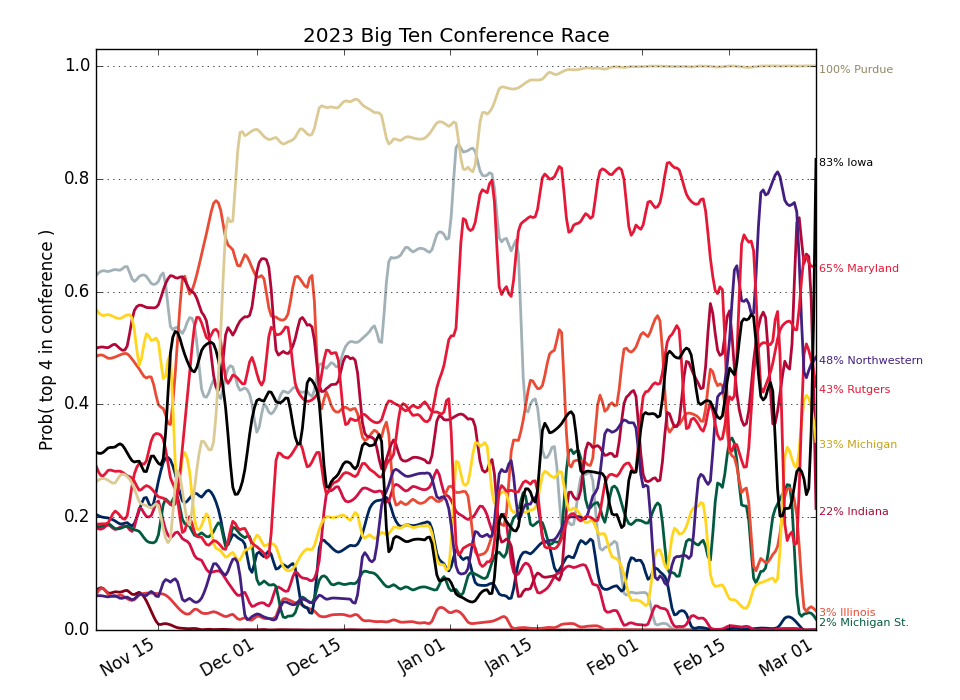 2023 Big Ten Conference Race
Prob( top 4 in conference )
1.0
0.8
0.6
0.4
0.2
0.0
Nov 15
Dec 01
Dec 15
Jan 01
Jan 15
Feb 01
Feb 15
Mar 01
100% Purdue
83% Iowa
65% Maryland
48% Northwestern
43% Rutgers
33% Michigan
22% Indiana
3% Illinois
2% Michigan St.